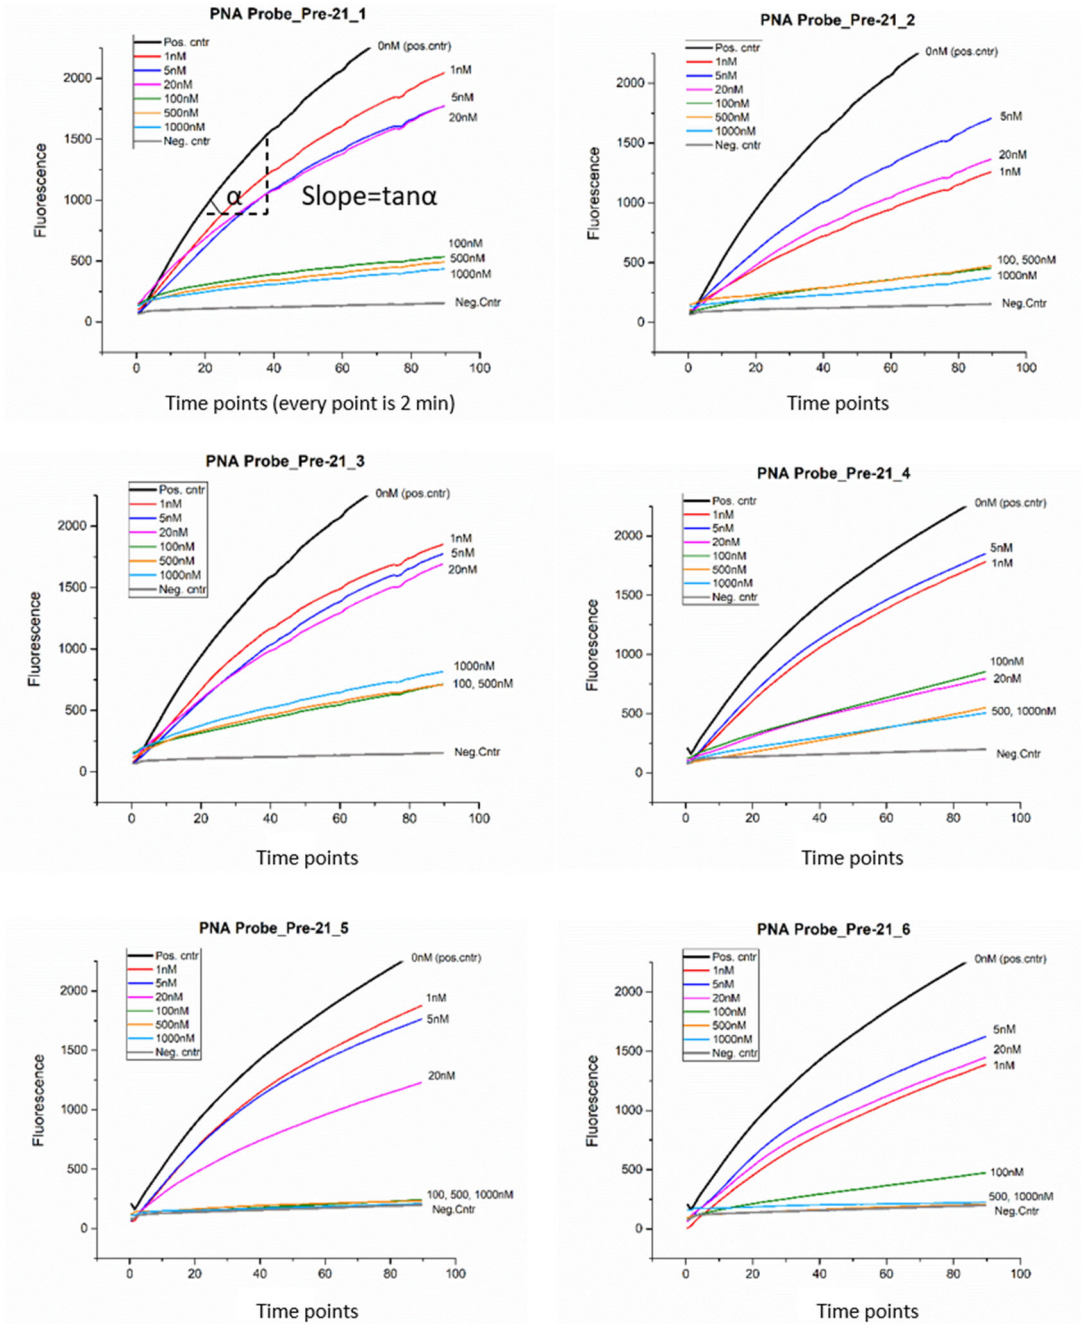 PNA Probe_Pre-21_1
Pos. cntr
1nM
5nM
20nM
100nM
500nM
1000nM
Neg. cntr
0nM (pos.cntr)
1nM
5nM
20nM
α
Slope=tanα
100nM
500nM
1000nM
Neg.Cntr
Fluorescence
2000
1500
1000
500
0
0 20 40 60 80 100
Time points (every point is 2 min)
PNA Probe_Pre-21_2
Pos. cntr
1nM
5nM
20nM
100nM
500nM
1000nM
Neg. cntr
0nM (pos.cntr)
5nM
20nM
1nM
100, 500nM
1000nM
Neg.Cntr
Fluorescence
2000
1500
1000
500
0
0 20 40 60 80 100
Time points
PNA Probe_Pre-21_3
Pos. cntr
1nM
5nM
20nM
100nM
500nM
1000nM
Neg. cntr
0nM (pos.cntr)
1nM
5nM
20nM
1000nM
100, 500nM
Neg.Cntr
Fluorescence
2000
1500
1000
500
0
0 20 40 60 80 100
Time points
PNA Probe_Pre-21_4
Pos. cntr
1nM
5nM
20nM
100nM
500nM
1000nM
Neg. cntr
0nM (pos.cntr)
5nM
1nM
100nM
20nM
500, 1000nM
Neg.Cntr
Fluorescence
2000
1500
1000
500
0
0 20 40 60 80 100
Time points
PNA Probe_Pre-21_5
Pos. cntr
1nM
5nM
20nM
100nM
500nM
1000nM
Neg. cntr
0nM (pos.cntr)
1nM
5nM
20nM
100, 500, 1000nM
Neg.Cntr
Fluorescence
2000
1500
1000
500
0
0 20 40 60 80 100
Time points
PNA Probe_Pre-21_6
Pos. cntr
1nM
5nM
20nM
100nM
500nM
1000nM
Neg. cntr
0nM (pos.cntr)
5nM
20nM
1nM
100nM
500, 1000nM
Neg.Cntr
Fluorescence
2000
1500
1000
500
0
0 20 40 60 80 100
Time points